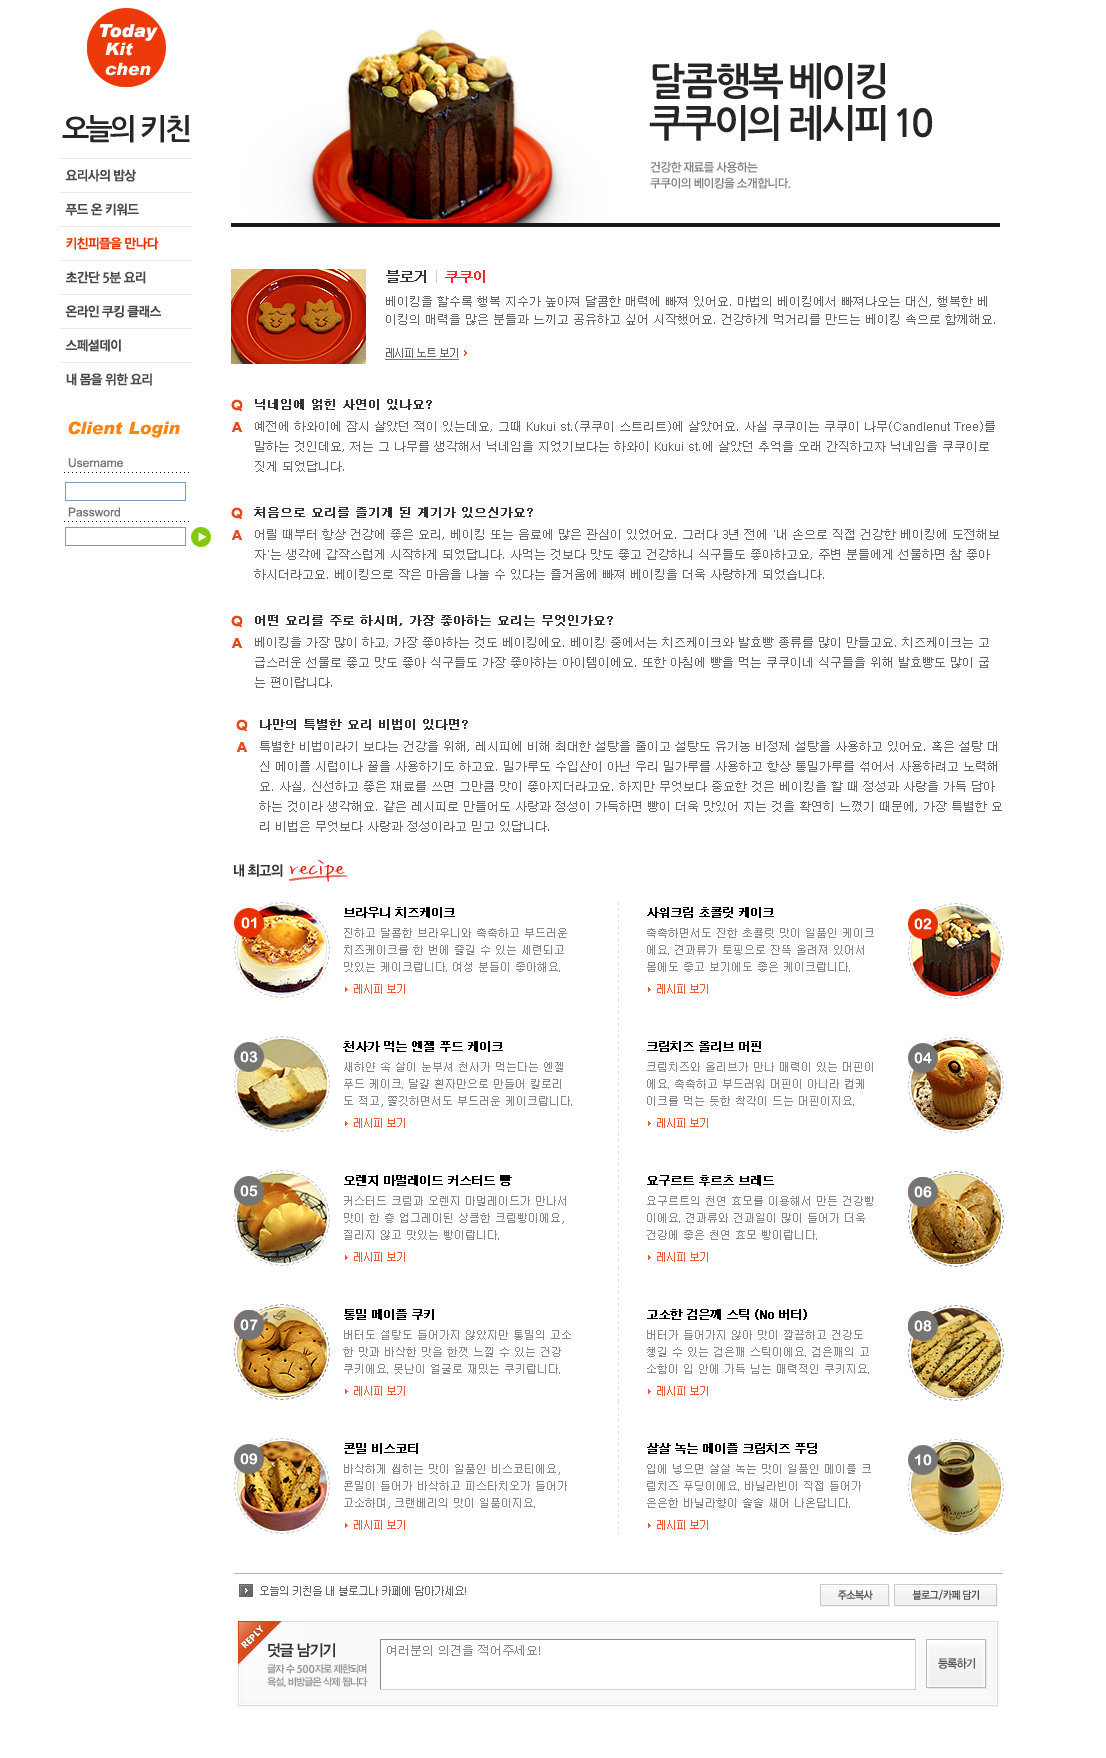 Today
Kit
chen
오늘의 키친
요리사의 밥상
푸드 온 키워드
키친피플을 만나다
초간단 5분 요리
온라인 쿠킹 클래스
스페셜데이
내 몸을 위한 요리
Client Login
Username
Password
달콤행복 베이킹
쿠쿠이의 레시피 10
건강한 재료를 사용하는
쿠쿠이의 베이킹을 소개합니다.
블로거 | 쿠쿠이
베이킹을 할수록 행복 지수가 높아져 달콤한 매력에 빠져 있어요. 마법의 베이킹에서 빠져나오는 대신, 행복한 베
이킹의 매력을 많은 분들과 느끼고 공유하고 싶어 시작했어요. 건강하게 먹거리를 만드는 베이킹 속으로 함께해요.
레시피 노트 보기
Q 닉네임에 얽힌 사연이 있나요?
A 예전에 하와이에 잠시 살았던 적이 있는데요, 그때 Kukui st.(쿠쿠이 스트리트)에 살았어요. 사실 쿠쿠이는 쿠쿠이 나무(Candlenut Tree)를
말하는 것인데요, 저는 그 나무를 생각해서 닉네임을 지었기보다는 하와이 Kukui st.에 살았던 추억을 오래 간직하고자 닉네임을 쿠쿠이로
짓게 되었답니다.
Q 처음으로 요리를 즐기게 된 계기가 있으신가요?
A 어릴 때부터 항상 건강에 좋은 요리, 베이킹 또는 음료에 많은 관심이 있었어요. 그러다 3년 전에 '내 손으로 직접 건강한 베이킹에 도전해보
자'는 생각에 갑작스럽게 시작하게 되었답니다. 사먹는 것보다 맛도 좋고 건강하니 식구들도 좋아하고요, 주변 분들에게 선물하면 참 좋아
하시더라고요. 베이킹으로 작은 마음을 나눌 수 있다는 즐거움에 빠져 베이킹을 더욱 사랑하게 되었습니다.
Q 어떤 요리를 주로 하시며, 가장 좋아하는 요리는 무엇인가요?
A 베이킹을 가장 많이 하고, 가장 좋아하는 것도 베이킹에요. 베이킹 중에서는 치즈케이크와 발효빵 종류를 많이 만들고요. 치즈케이크는 고
급스러운 선물로 좋고 맛도 좋아 식구들도 가장 좋아하는 아이템이에요. 또한 아침에 빵을 먹는 쿠쿠이네 식구들을 위해 발효빵도 많이 굽
는 편이랍니다.
Q 나만의 특별한 요리 비법이 있다면?
A 특별한 비법이라기 보다는 건강을 위해, 레시피에 비해 최대한 설탕을 줄이고 설탕도 유기농 비정제 설탕을 사용하고 있어요. 혹은 설탕 대
신 메이플 시럽이나 꿀을 사용하기도 하고요. 밀가루도 수입산이 아닌 우리 밀가루를 사용하고 항상 통밀가루를 섞어서 사용하려고 노력해
요. 사실, 신선하고 좋은 재료를 쓰면 그만큼 맛이 좋아지더라고요. 하지만 무엇보다 중요한 것은 베이킹을 할 때 정성과 사랑을 가득 담아
하는 것이라 생각해요. 같은 레시피로 만들어도 사랑과 정성이 가득하면 빵이 더욱 맛있어 지는 것을 확연히 느꼈기 때문에, 가장 특별한 요
리 비법은 무엇보다 사랑과 정성이라고 믿고 있답니다.
내 최고의 recipe
01
브라우니 치즈케이크
진하고 달콤한 브라우니와 촉촉하고 부드러운
치즈케이크를 한 번에 즐길 수 있는 세련되고
맛있는 케이크랍니다. 여성 분들이 좋아해요.
레시피 보기
02
사워크림 초콜릿 케이크
촉촉하면서도 진한 초콜릿 맛이 일품인 케이크
에요. 견과류가 토핑으로 잔뜩 올려져 있어서
몸에도 좋고 보기에도 좋은 케이크랍니다.
레시피 보기
03
천사가 먹는 엔젤 푸드 케이크
새하얀 속 살이 눈부셔 천사가 먹는다는 엔젤
푸드 케이크. 달걀 흰자만으로 만들어 칼로리
도 적고, 쫄깃하면서도 부드러운 케이크랍니다.
레시피 보기
04
크림치즈 올리브 머핀
크림치즈와 올리브가 만나 매력이 있는 머핀이
에요. 촉촉하고 부드러워 머핀이 아니라 컵케
이크를 먹는 듯한 착각이 드는 머핀이지요.
레시피 보기
05
오렌지 마멀레이드 커스터드 빵
커스터드 크림과 오렌지 마멀레이드가 만나서
맛이 한 층 업그레이된 상큼한 크림빵이에요,
질리지 않고 맛있는 빵이랍니다.
레시피 보기
06
요구르트 후르츠 브레드
요구르트의 천연 효모를 이용해서 만든 건강빵
이에요. 견과류와 건과일이 많이 들어가 더욱
건강에 좋은 천연 효모 빵이랍니다.
레시피 보기
07
통밀 메이플 쿠키
버터도 설탕도 들어가지 않았지만 통밀의 고소
한 맛과 바삭한 맛을 한껏 느낄 수 있는 건강
쿠키에요. 못난이 얼굴로 재밌는 쿠키랍니다.
레시피 보기
08
고소한 검은깨 스틱 (No 버터)
버터가 들어가지 않아 맛이 깔끔하고 건강도
챙길 수 있는 검은깨 스틱이에요. 검은깨의 고
소함이 입 안에 가득 남는 매력적인 쿠키지요.
레시피 보기
09
콘밀 비스코티
바삭하게 씹히는 맛이 일품인 비스코티에요,
콘밀이 들어가 바삭하고 피스타치오가 들어가
고소하며, 크랜베리의 맛이 일품이지요.
레시피 보기
10
살살 녹는 메이플 크림치즈 푸딩
입에 넣으면 살살 녹는 맛이 일품인 메이플 크
림치즈 푸딩이에요. 바닐라빈이 직접 들어가
은은한 바닐라향이 솔솔 새어 나온답니다.
레시피 보기
오늘의 키친을 내 블로그나 카페에 담아가세요!
주소복사
블로그/카페 담기
REPLY
덧글 남기기
글자 수 500자로 제한되며
욕설, 비방글은 삭제 됩니다
여러분의 의견을 적어주세요!
등록하기